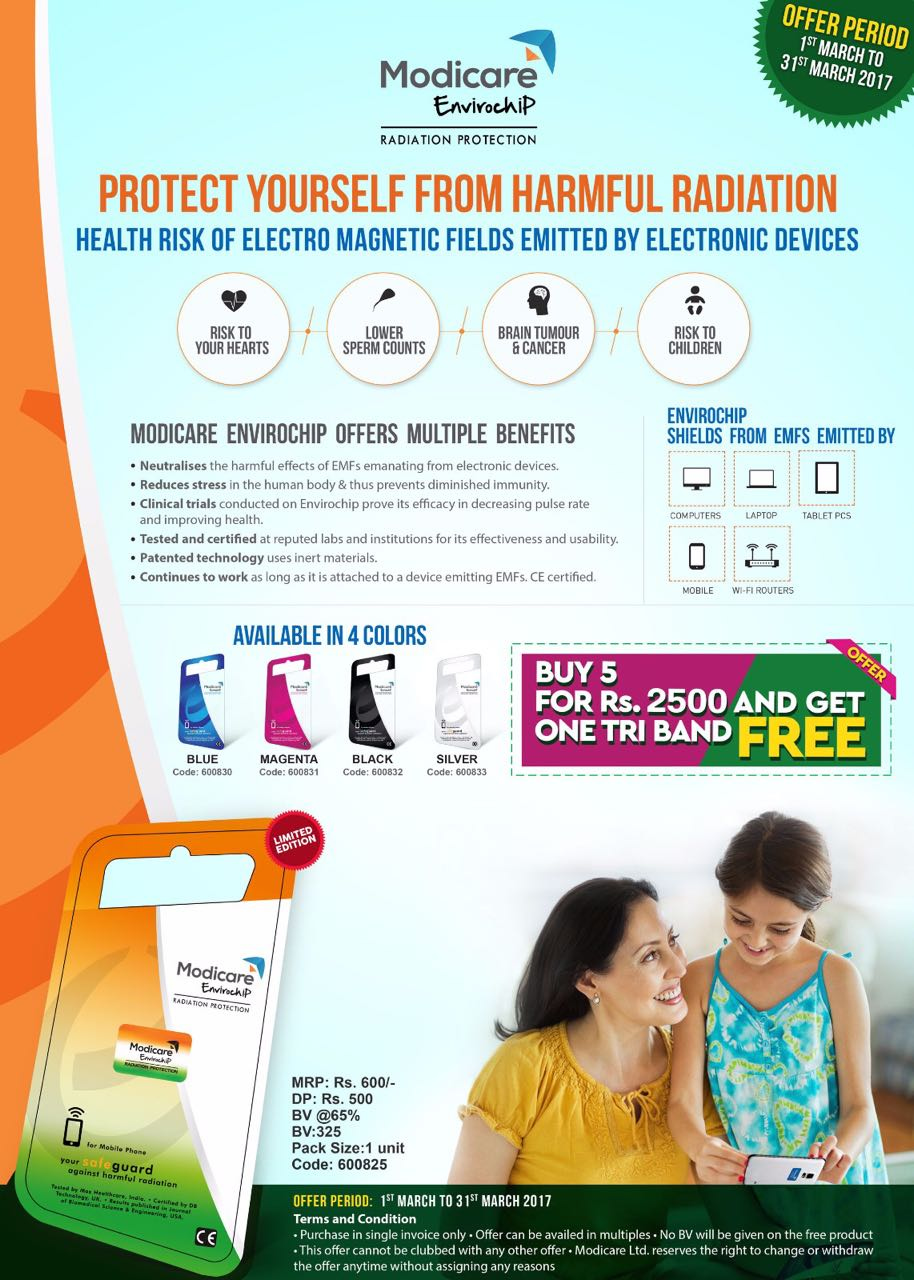 OFFER PERIOD
1ST MARCH TO
31ST MARCH 2017
Modicare
EnvirochiP
RADIATION PROTECTION
PROTECT YOURSELF FROM HARMFUL RADIATION
HEALTH RISK OF ELECTRO MAGNETIC FIELDS EMITTED BY ELECTRONIC DEVICES
RISK TO
YOUR HEARTS
LOWER
SPERM COUNTS
BRAIN TUMOUR
& CANCER
RISK TO
CHILDREN
MODICARE ENVIROCHIP OFFERS MULTIPLE BENEFITS
• Neutralises the harmful effects of EMFs emanating from electronic devices.
• Reduces stress in the human body & thus prevents diminished immunity.
• Clinical trials conducted on Envirochip prove its efficacy in decreasing pulse rate
and improving health.
• Tested and certified at reputed labs and institutions for its effectiveness and usability.
• Patented technology uses inert materials.
• Continues to work as long as it is attached to a device emitting EMFs. CE certified.
ENVIROCHIP
SHIELDS FROM EMFS EMITTED BY
COMPUTERS
LAPTOP
TABLET PCS
MOBILE
WI-FI ROUTERS
AVAILABLE IN 4 COLORS
Modicare
Modicare
Modicare
Modicare
BLUE
Code: 600830
MAGENTA
Code: 600831
BLACK
Code: 600832
SILVER
Code: 600833
OFFER
BUY 5
FOR Rs. 2500 AND GET
ONE TRI BAND FREE
LIMITED
EDITION
Modicare
EnvirochiP
RADIATION PROTECTION
Modicare
EnvirochiP
RADIATION PROTECTION
for Mobile Phone
your safeguard
against harmful radiation
Tested by Max Healthcare, India. • Certified by DB
Technology, UK. • Results published in Journal
of Biomedical Science & Engineering, USA.
CE
MRP: Rs. 600/-
DP: Rs. 500
BV @65%
BV:325
Pack Size:1 unit
Code: 600825
OFFER PERIOD: 1ST MARCH TO 31ST MARCH 2017
Terms and Condition
• Purchase in single invoice only • Offer can be availed in multiples • No BV will be given on the free product
• This offer cannot be clubbed with any other offer • Modicare Ltd. reserves the right to change or withdraw
the offer anytime without assigning any reasons